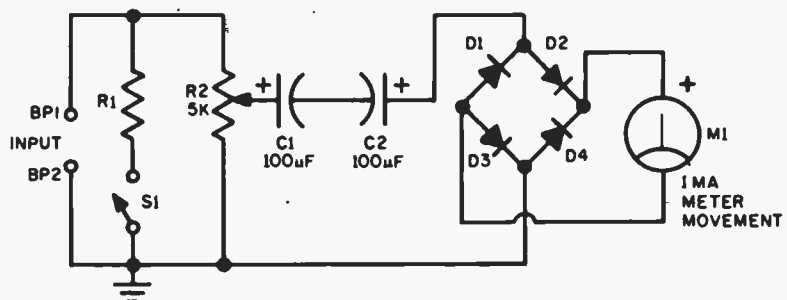 D1
D2
R1
R2
5K
+
+
+
BP1
INPUT
BP2
C1
100uF
C2
100uF
D3
D4
M1
S1
1MA
METER
MOVEMENT